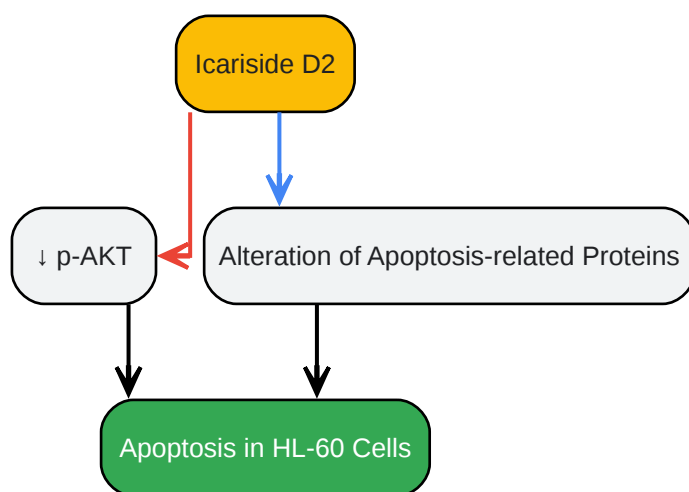 Icariside D2
↓ p-AKT
Alteration of Apoptosis-related Proteins
Apoptosis in HL-60 Cells